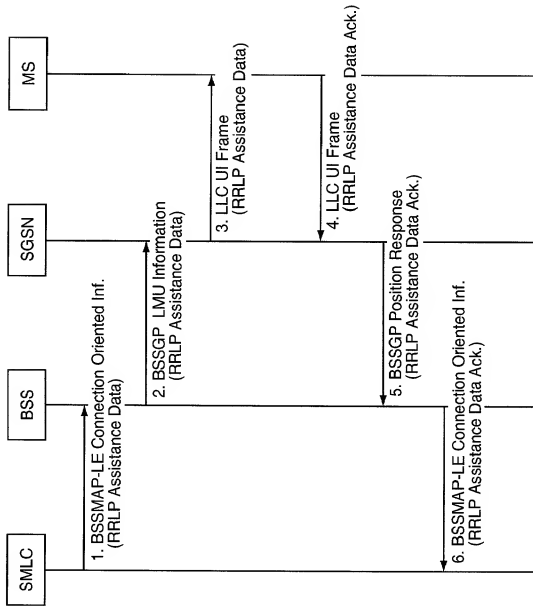 SMLC
BSS
SGSN
MS
1. BSSMAP-LE Connection Oriented Inf.
(RRLP Assistance Data)
2. BSSGP LMU Information
(RRLP Assistance Data)
3. LLC UI Frame
(RRLP Assistance Data)
4. LLC UI Frame
(RRLP Assistance Data Ack.)
5. BSSGP Position Response
(RRLP Assistance Data Ack.)
6. BSSMAP-LE Connection Oriented Inf.
(RRLP Assistance Data Ack.)